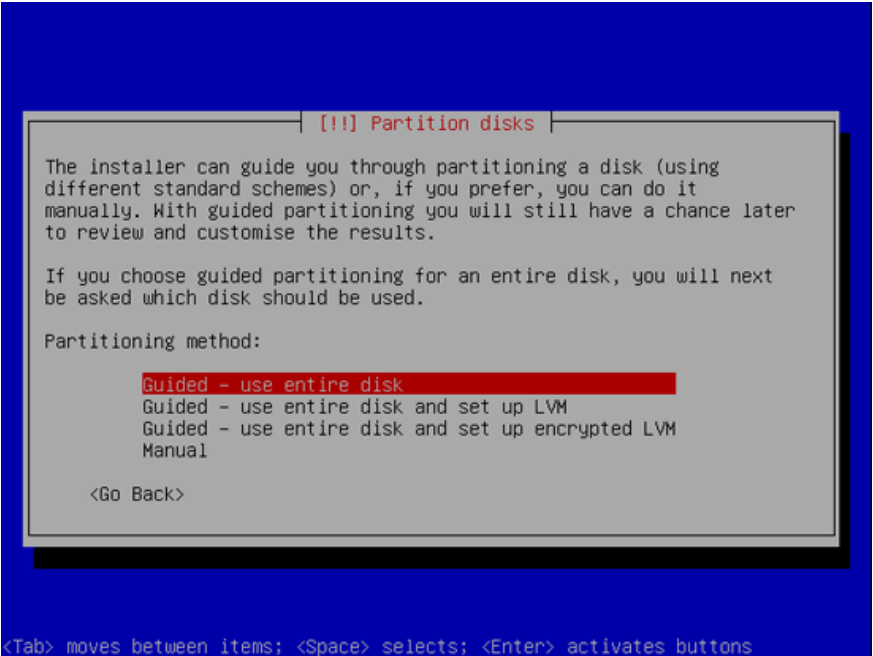 [!!] Partition disks
The installer can guide you through partitioning a disk (using
different standard schemes) or, if you prefer, you can do it
manually. With guided partitioning you will still have a chance later
to review and customise the results.
If you choose guided partitioning for an entire disk, you will next
be asked which disk should be used.
Partitioning method:
Guided – use entire disk
Guided – use entire disk and set up LVM
Guided – use entire disk and set up encrypted LVM
Manual
<Go Back>
<Tab> moves between items; <Space> selects; <Enter> activates buttons